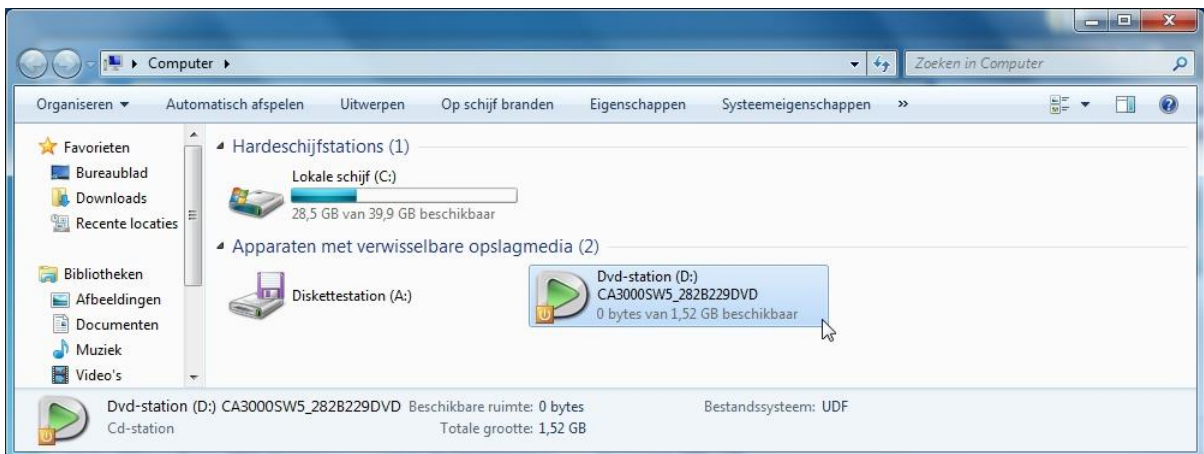 Computer
Zoeken in Computer
Organiseren Automatisch afspelen Uitwerpen Op schijf branden Eigenschappen Systeemeigenschappen »
Favorieten
Bureaublad
Downloads
Recente locaties
Bibliotheken
Afbeeldingen
Documenten
Muziek
Video's
Hardeschijfstations (1)
Lokale schijf (C:)
28,5 GB van 39,9 GB beschikbaar
Apparaten met verwisselbare opslagmedia (2)
Diskettestation (A:)
Dvd-station (D:)
CA3000SW5_282B229DVD
0 bytes van 1,52 GB beschikbaar
Dvd-station (D:) CA3000SW5_282B229DVD Beschikbare ruimte: 0 bytes Bestandssysteem: UDF
Cd-station Totale grootte: 1,52 GB